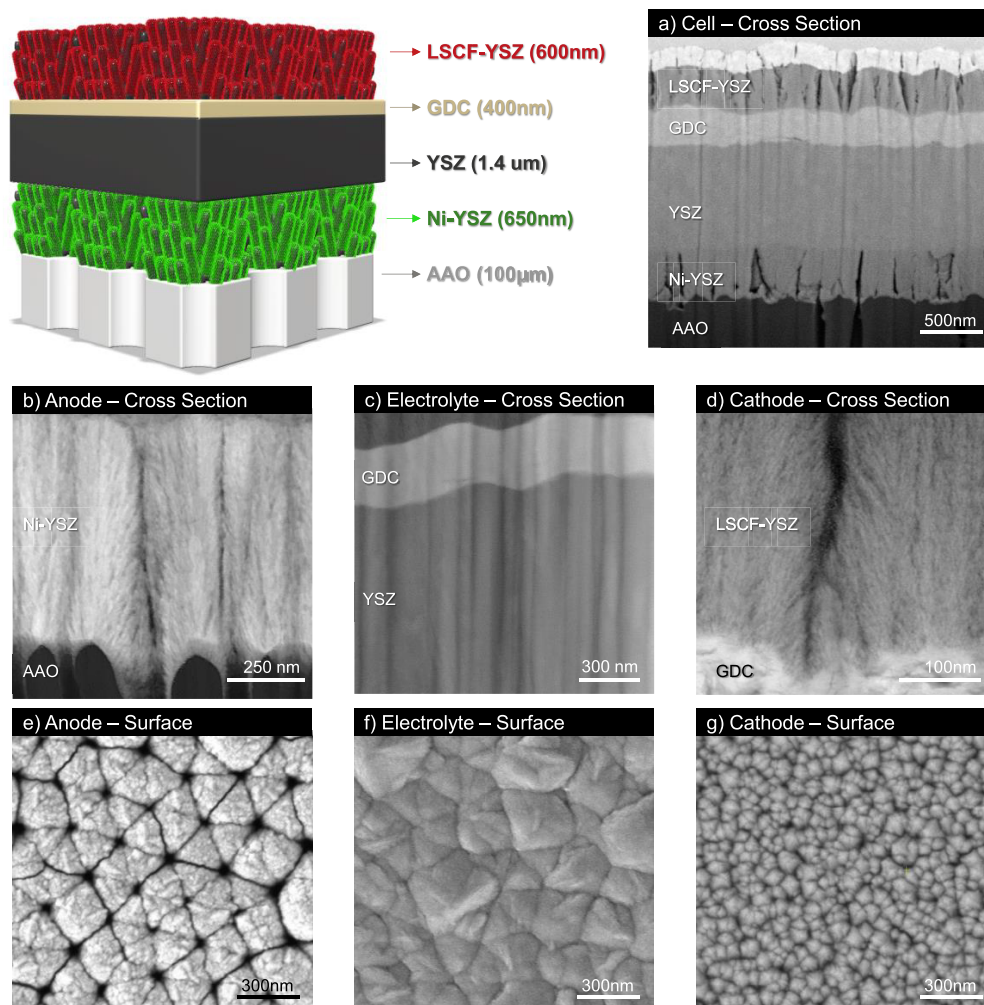 LSCF-YSZ (600nm)
GDC (400nm)
YSZ (1.4 um)
Ni-YSZ (650nm)
AAO (100µm)
a) Cell – Cross Section
LSCF-YSZ
GDC
YSZ
Ni-YSZ
AAO
500nm
b) Anode – Cross Section
Ni-YSZ
AAO
250 nm
c) Electrolyte – Cross Section
GDC
YSZ
300 nm
d) Cathode – Cross Section
LSCF-YSZ
GDC
100nm
e) Anode – Surface
300nm
f) Electrolyte – Surface
300nm
g) Cathode – Surface
300nm